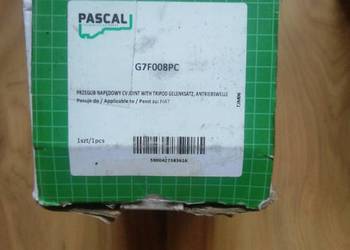 PASCAL
G7F008PC
PRZEGUB NAPĘDOWY CV JOINT WITH TRIPOD GELENKSATZ, ANTRIEBSWELLE
Pasuje do / Applicable to / Passt zu: FIAT
1szt/1pcs